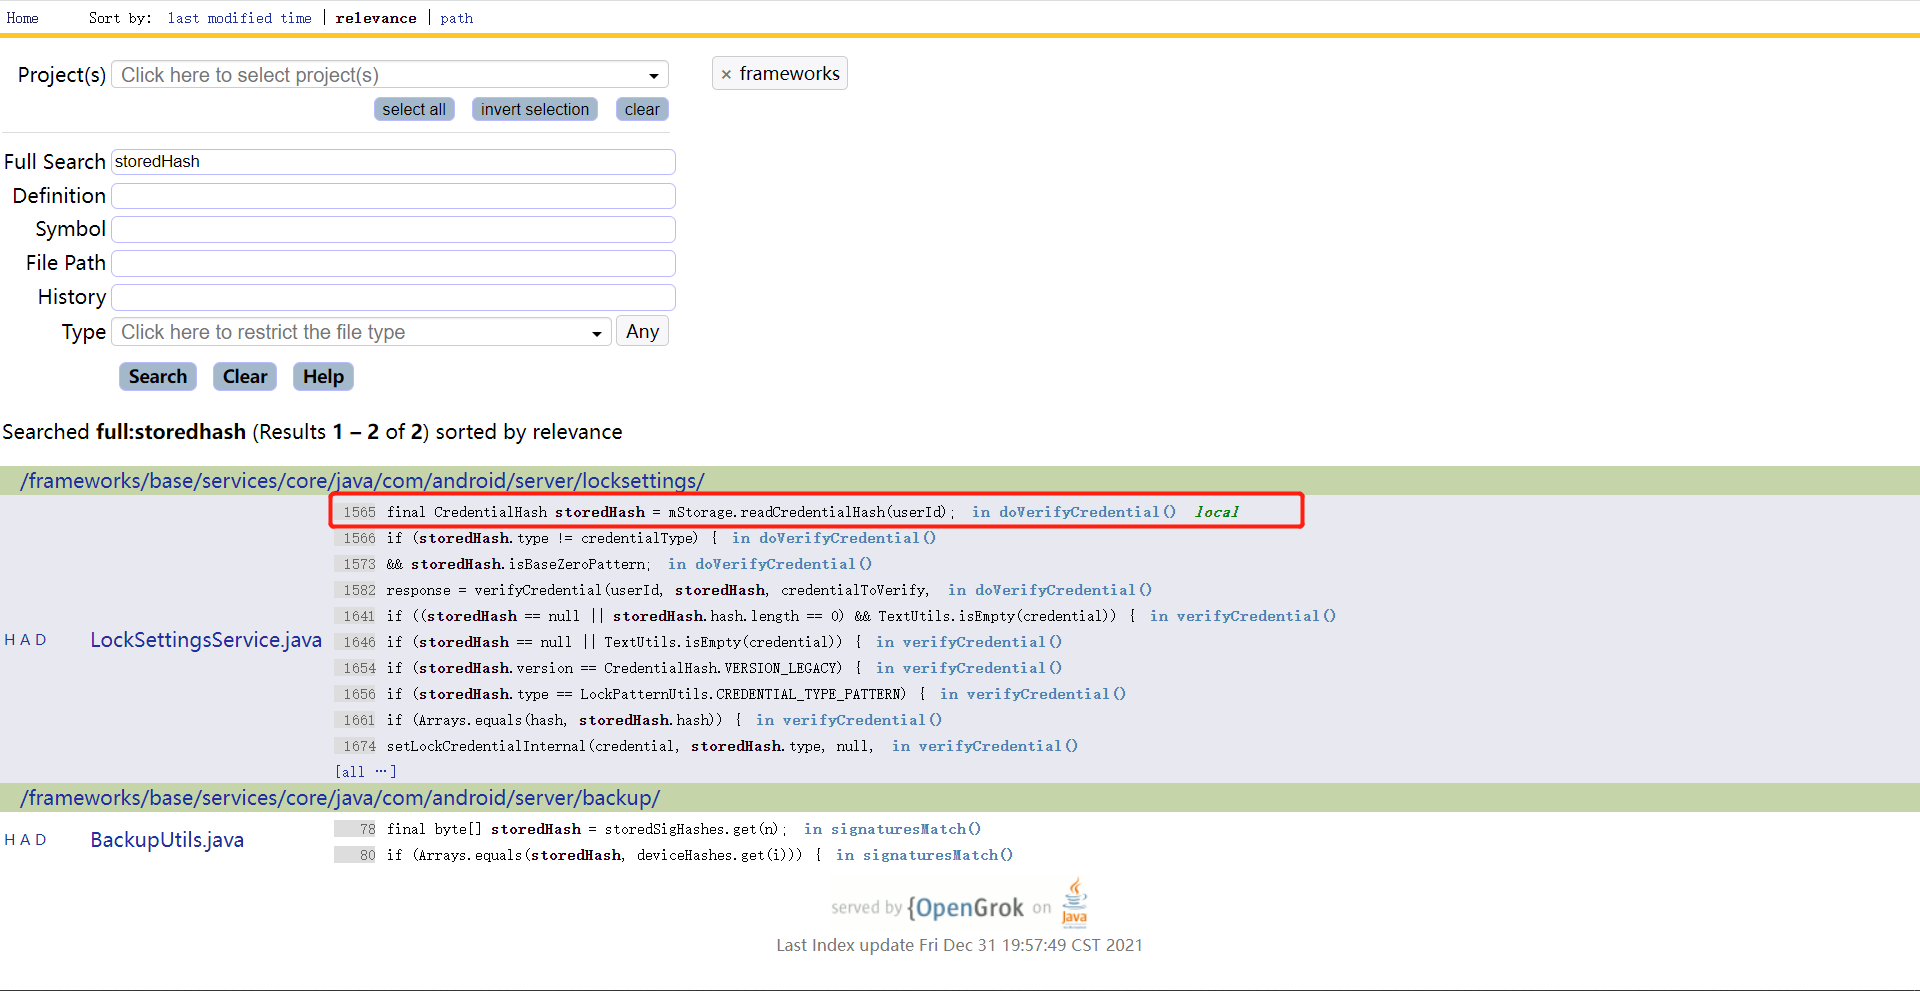 Home Sort by: last modified time | relevance | path
Project(s) Click here to select project(s) × frameworks
select all invert selection clear
Full Search storedHash
Definition
Symbol
File Path
History
Type Click here to restrict the file type Any
Search Clear Help
Searched full:storedhash (Results 1 – 2 of 2) sorted by relevance
/frameworks/base/services/core/java/com/android/server/locksettings/
H A D LockSettingsService.java
1565 final CredentialHash storedHash = mStorage.readCredentialHash(userId); in doVerifyCredential() local
1566 if (storedHash.type != credentialType) { in doVerifyCredential()
1573 && storedHash.isBaseZeroPattern; in doVerifyCredential()
1582 response = verifyCredential(userId, storedHash, credentialToVerify, in doVerifyCredential()
1641 if ((storedHash == null || storedHash.hash.length == 0) && TextUtils.isEmpty(credential)) { in verifyCredential()
1646 if (storedHash == null || TextUtils.isEmpty(credential)) { in verifyCredential()
1654 if (storedHash.version == CredentialHash.VERSION_LEGACY) { in verifyCredential()
1656 if (storedHash.type == LockPatternUtils.CREDENTIAL_TYPE_PATTERN) { in verifyCredential()
1661 if (Arrays.equals(hash, storedHash.hash)) { in verifyCredential()
1674 setLockCredentialInternal(credential, storedHash.type, null, in verifyCredential()
[all …]
/frameworks/base/services/core/java/com/android/server/backup/
H A D BackupUtils.java
78 final byte[] storedHash = storedSigHashes.get(n); in signaturesMatch()
80 if (Arrays.equals(storedHash, deviceHashes.get(i))) { in signaturesMatch()
served by {OpenGrok on Java
Last Index update Fri Dec 31 19:57:49 CST 2021